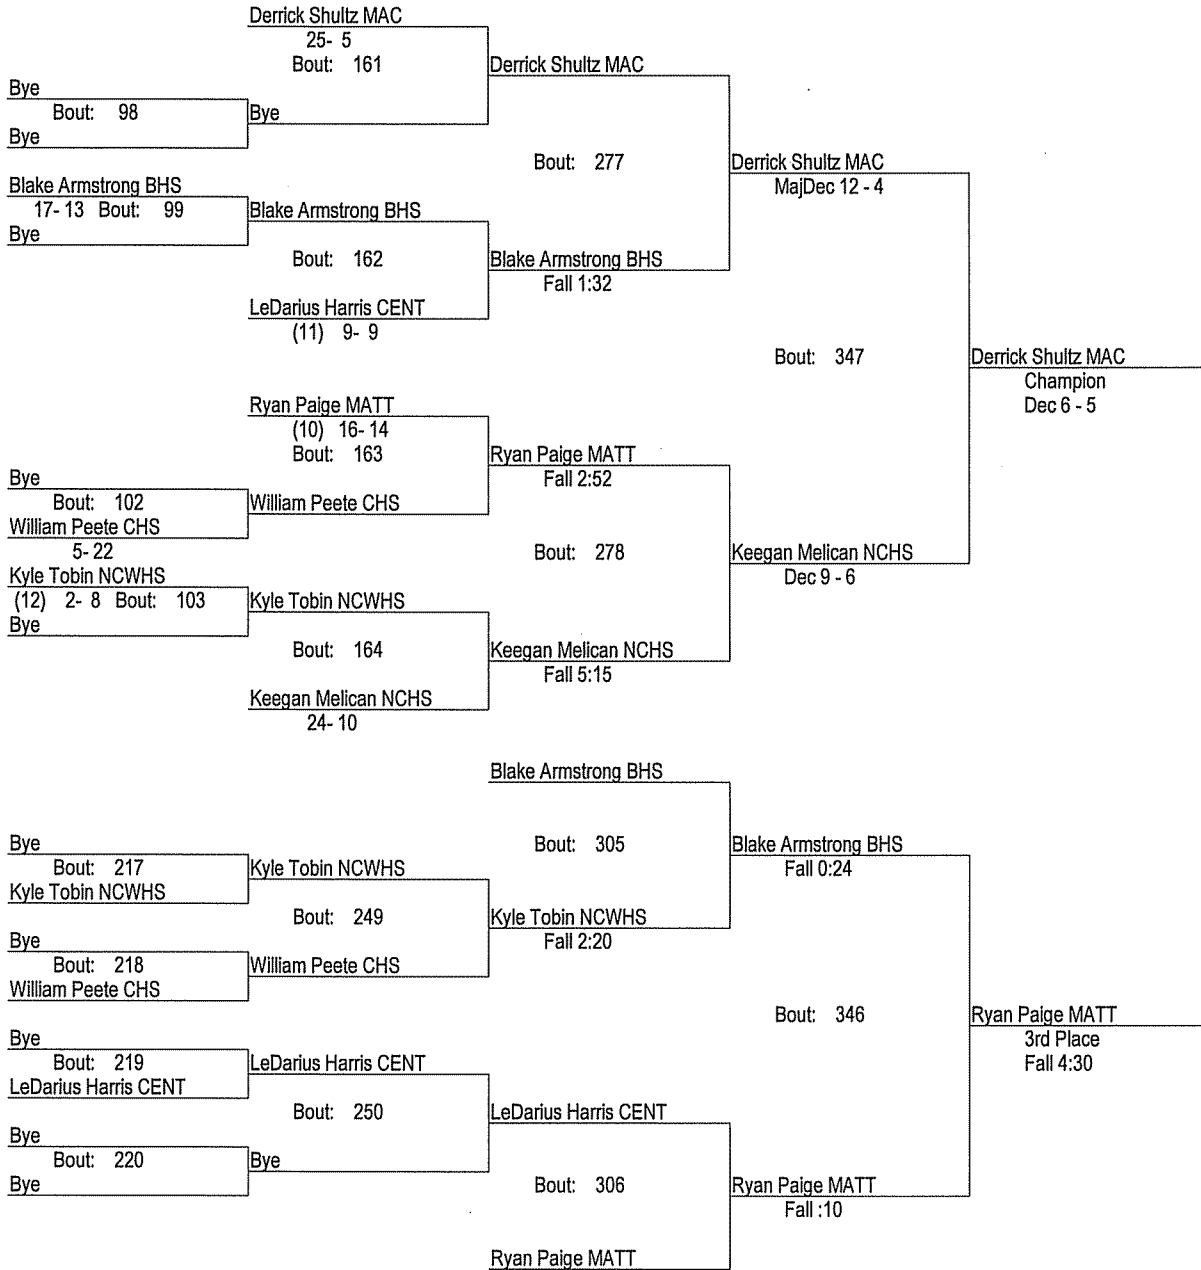 Derrick Shultz MAC
25- 5
Bout: 161
Derrick Shultz MAC
Bye
Bout: 98
Bye
Bye
Bout: 277
Derrick Shultz MAC
MajDec 12 - 4
Blake Armstrong BHS
17- 13 Bout: 99
Blake Armstrong BHS
Bye
Bout: 162
Blake Armstrong BHS
Fall 1:32
LeDarius Harris CENT
(11) 9- 9
Bout: 347
Derrick Shultz MAC
Champion
Dec 6 - 5
Ryan Paige MATT
(10) 16- 14
Bout: 163
Ryan Paige MATT
Fall 2:52
Bye
Bout: 102
William Peete CHS
William Peete CHS
5- 22
Bout: 278
Keegan Melican NCHS
Dec 9 - 6
Kyle Tobin NCWHS
(12) 2- 8 Bout: 103
Kyle Tobin NCWHS
Bye
Bout: 164
Keegan Melican NCHS
Fall 5:15
Keegan Melican NCHS
24- 10
Blake Armstrong BHS
Bye
Bout: 305
Blake Armstrong BHS
Fall 0:24
Bout: 217
Kyle Tobin NCWHS
Kyle Tobin NCWHS
Bout: 249
Kyle Tobin NCWHS
Fall 2:20
Bye
Bout: 218
William Peete CHS
William Peete CHS
Bout: 346
Ryan Paige MATT
3rd Place
Fall 4:30
Bye
Bout: 219
LeDarius Harris CENT
LeDarius Harris CENT
Bout: 250
LeDarius Harris CENT
Bye
Bout: 220
Bye
Bye
Bout: 306
Ryan Paige MATT
Fall :10
Ryan Paige MATT